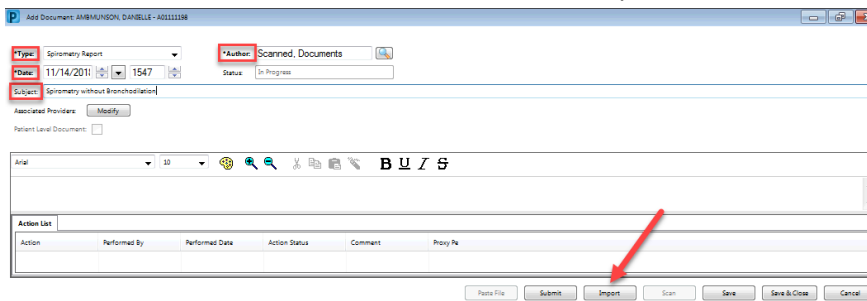 P Add Document: AMBMUNSON, DANIELLE - A01111198
*Type: Spirometry Report *Author: Scanned, Documents
*Date: 11/14/201 1547 Status: In Progress
Subject: Spirometry without Bronchodilation
Associated Providers: Modify
Patient Level Document:
Arial 10 B U I S
Action List
Action Performed By Performed Date Action Status Comment Proxy Pe
Paste File Submit Import Scan Save Save & Close Cancel